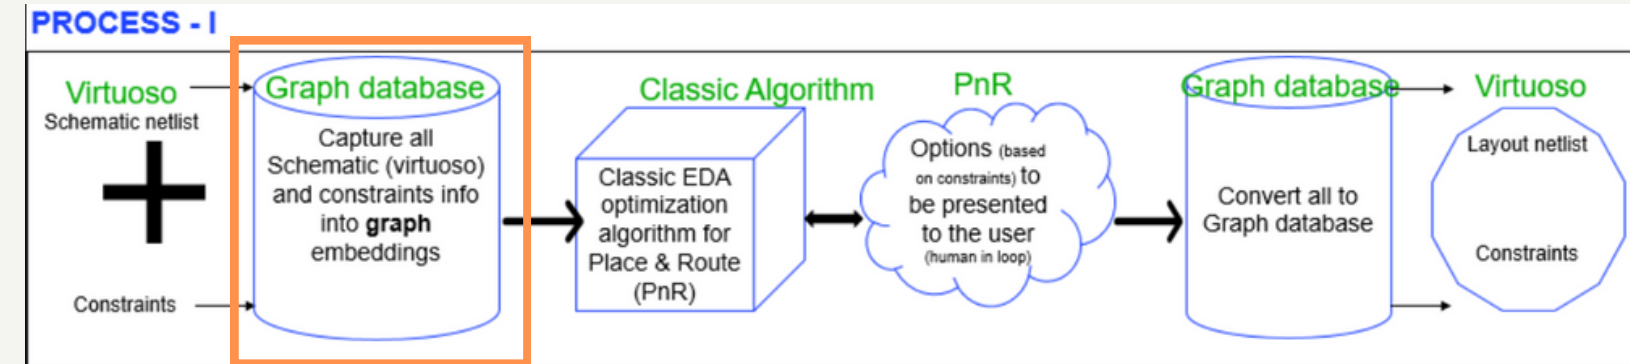 PROCESS - I
Virtuoso
Schematic netlist
Constraints
Graph database
Capture all
Schematic (virtuoso)
and constraints info
into graph
embeddings
Classic Algorithm
Classic EDA
optimization
algorithm for
Place & Route
(PnR)
PnR
Options (based
on constraints) to
be presented
to the user
(human in loop)
Graph database
Convert all to
Graph database
Virtuoso
Layout netlist
Constraints